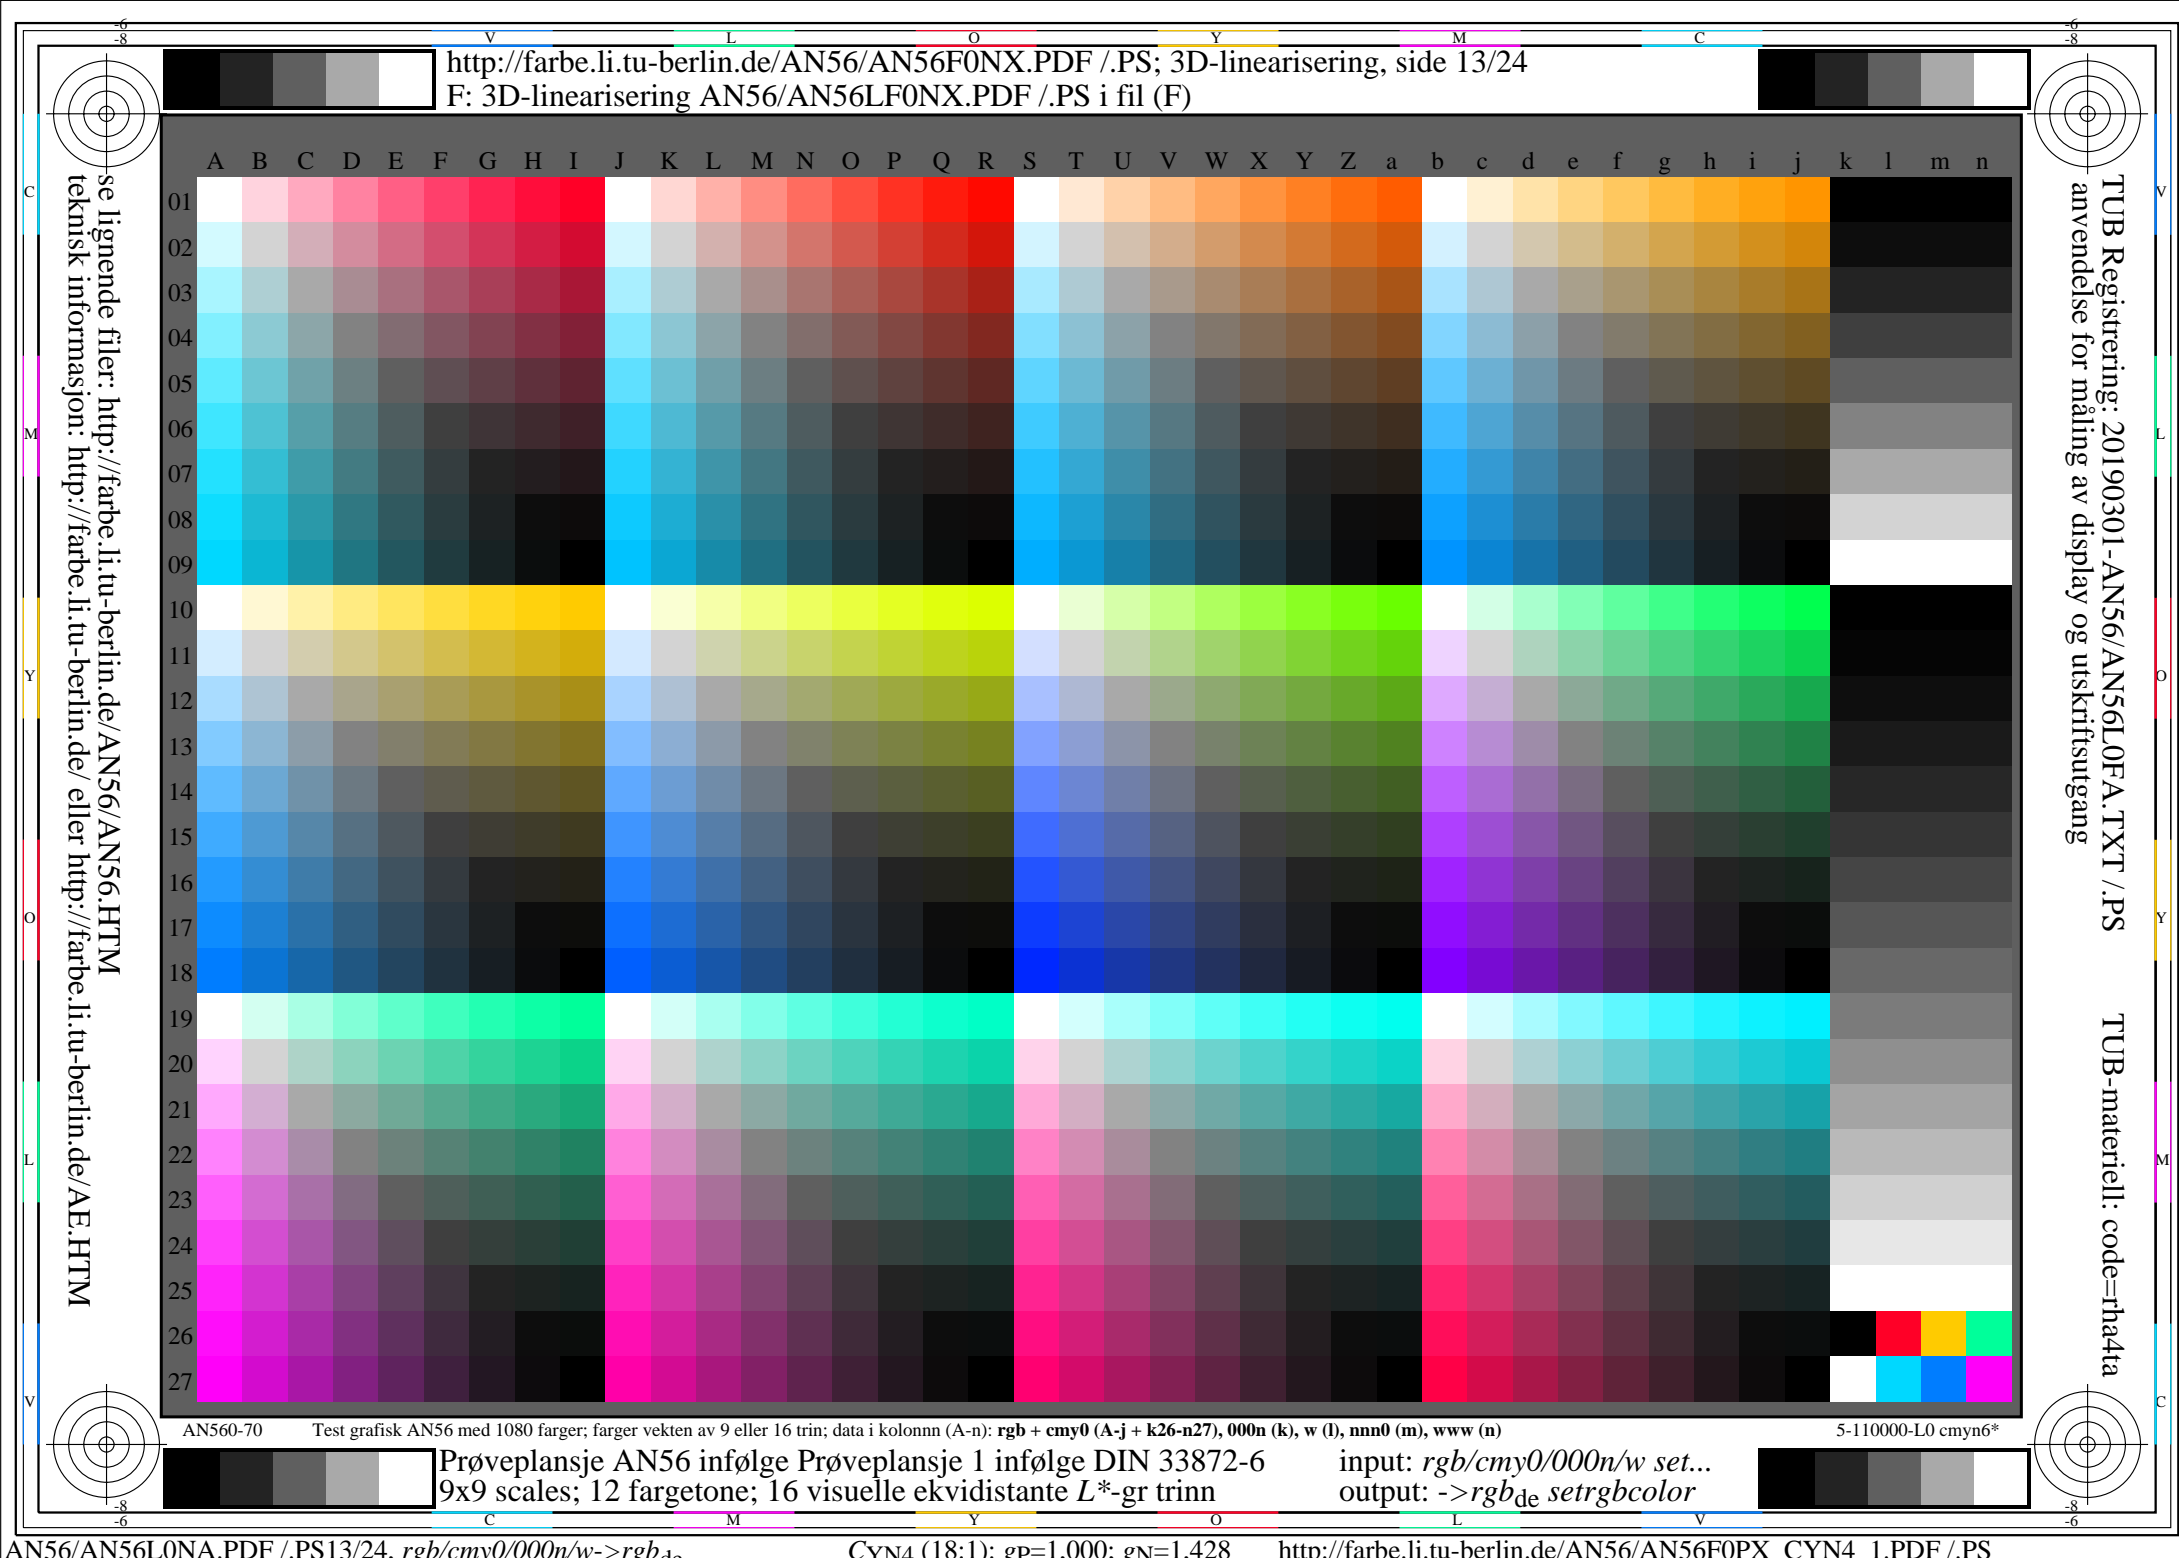 -6 -6
-8 -8
V L O Y M C
http://farbe.li.tu-berlin.de/AN56/AN56F0NX.PDF /.PS; 3D-linearisering, side 13/24
F: 3D-linearisering AN56/AN56LF0NX.PDF /.PS i fil (F)
A B C D E F G H I J K L M N O P Q R S T U V W X Y Z a b c d e f g h i j k l m n
01
02
03
04
05
06
07
08
09
10
11
12
13
14
15
16
17
18
19
20
21
22
23
24
25
26
27
se lignende filer: http://farbe.li.tu-berlin.de/AN56/AN56.HTM
teknisk informasjon: http://farbe.li.tu-berlin.de/ eller http://farbe.li.tu-berlin.de/AE.HTM
C
M
Y
O
L
V
TUB Registrering: 20190301-AN56/AN56L0FA.TXT /.PS TUB-materiell: code=rha4ta
anvendelse for måling av display og utskriftsutgang
V
L
O
Y
M
C
AN560-70 Test grafisk AN56 med 1080 farger; farger vekten av 9 eller 16 trin; data i kolonnn (A-n): rgb + cmy0 (A-j + k26-n27), 000n (k), w (l), nnn0 (m), www (n) 5-110000-L0 cmyn6*
Prøveplansje AN56 infølge Prøveplansje 1 infølge DIN 33872-6 input: rgb/cmy0/000n/w set...
9x9 scales; 12 fargetone; 16 visuelle ekvidistante L*-gr trinn output: ->rgbde setrgbcolor
-8 -8
-6 -6
C M Y O L V
AN56/AN56L0NA.PDF /.PS13/24, rgb/cmy0/000n/w->rgbde CYN4 (18:1): gP=1.000; gN=1.428 http://farbe.li.tu-berlin.de/AN56/AN56F0PX_CYN4_1.PDF /.PS